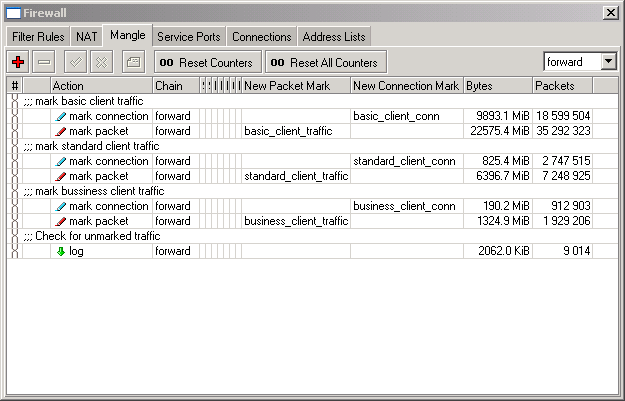 Firewall
Filter Rules NAT Mangle Service Ports Connections Address Lists
00 Reset Counters 00 Reset All Counters forward
# Action Chain New Packet Mark New Connection Mark Bytes Packets
;;; mark basic client traffic
mark connection forward basic_client_conn 9893.1 MiB 18 599 504
mark packet forward basic_client_traffic 22575.4 MiB 35 292 323
;;; mark standard client traffic
mark connection forward standard_client_conn 825.4 MiB 2 747 515
mark packet forward standard_client_traffic 6396.7 MiB 7 248 925
;;; mark bussiness client traffic
mark connection forward business_client_conn 190.2 MiB 912 903
mark packet forward business_client_traffic 1324.9 MiB 1 929 206
;;; Check for unmarked traffic
log forward 2062.0 KiB 9 014